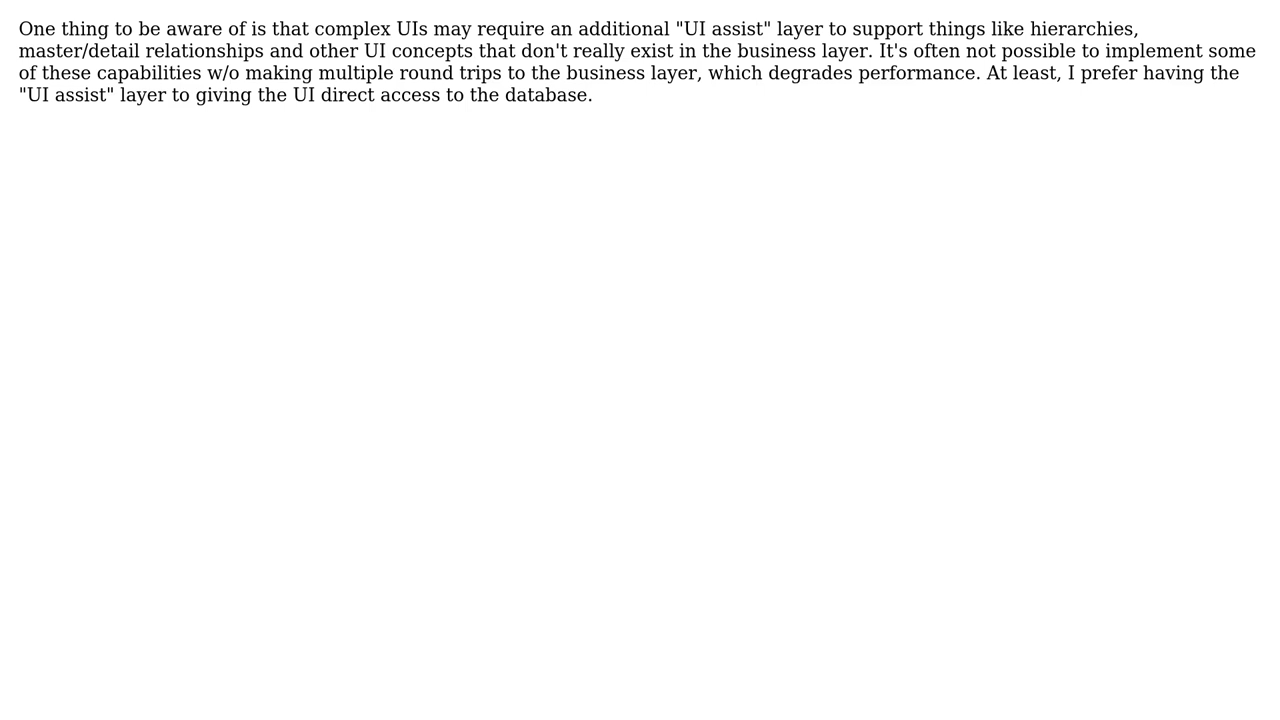 One thing to be aware of is that complex UIs may require an additional "UI assist" layer to support things like hierarchies,
master/detail relationships and other UI concepts that don't really exist in the business layer. It's often not possible to implement some
of these capabilities w/o making multiple round trips to the business layer, which degrades performance. At least, I prefer having the
"UI assist" layer to giving the UI direct access to the database.